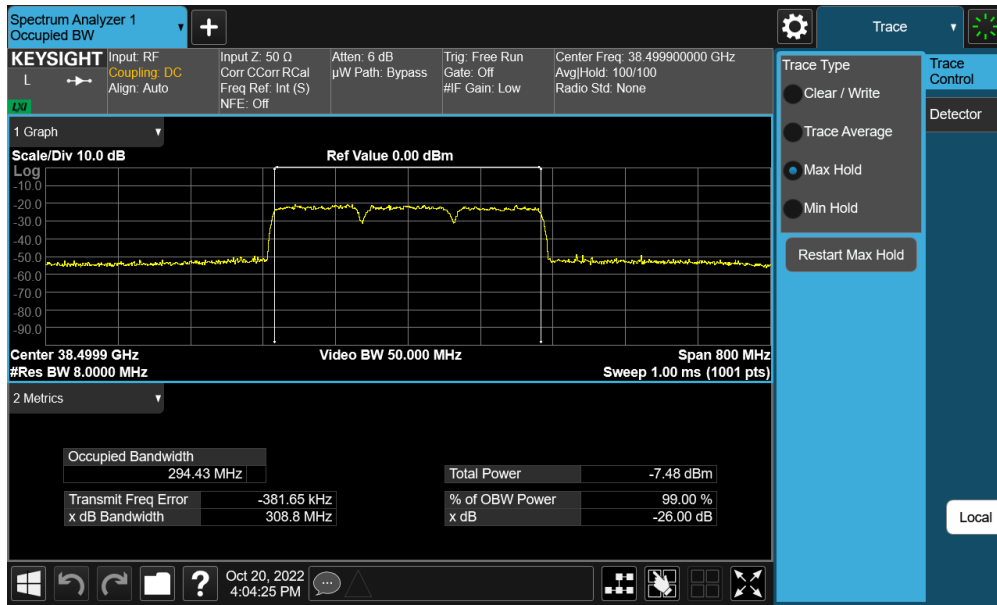 Spectrum Analyzer 1
Occupied BW
Trace
KEYSIGHT
L
LXI
Input: RF
Coupling: DC
Align: Auto
Input Z: 50 Ω
Corr CCorr RCal
Freq Ref: Int (S)
NFE: Off
Atten: 6 dB
µW Path: Bypass
Trig: Free Run
Gate: Off
#IF Gain: Low
Center Freq: 38.499900000 GHz
Avg|Hold: 100/100
Radio Std: None
Trace Type
Clear / Write
Trace Average
Max Hold
Min Hold
Restart Max Hold
Trace
Control
Detector
1 Graph
Scale/Div 10.0 dB
Ref Value 0.00 dBm
Log
-10.0
-20.0
-30.0
-40.0
-50.0
-60.0
-70.0
-80.0
-90.0
Center 38.4999 GHz
Video BW 50.000 MHz
Span 800 MHz
#Res BW 8.0000 MHz
Sweep 1.00 ms (1001 pts)
2 Metrics
Occupied Bandwidth
294.43 MHz
Total Power -7.48 dBm
Transmit Freq Error -381.65 kHz
% of OBW Power 99.00 %
x dB Bandwidth 308.8 MHz
x dB -26.00 dB
Local
?
Oct 20, 2022
4:04:25 PM